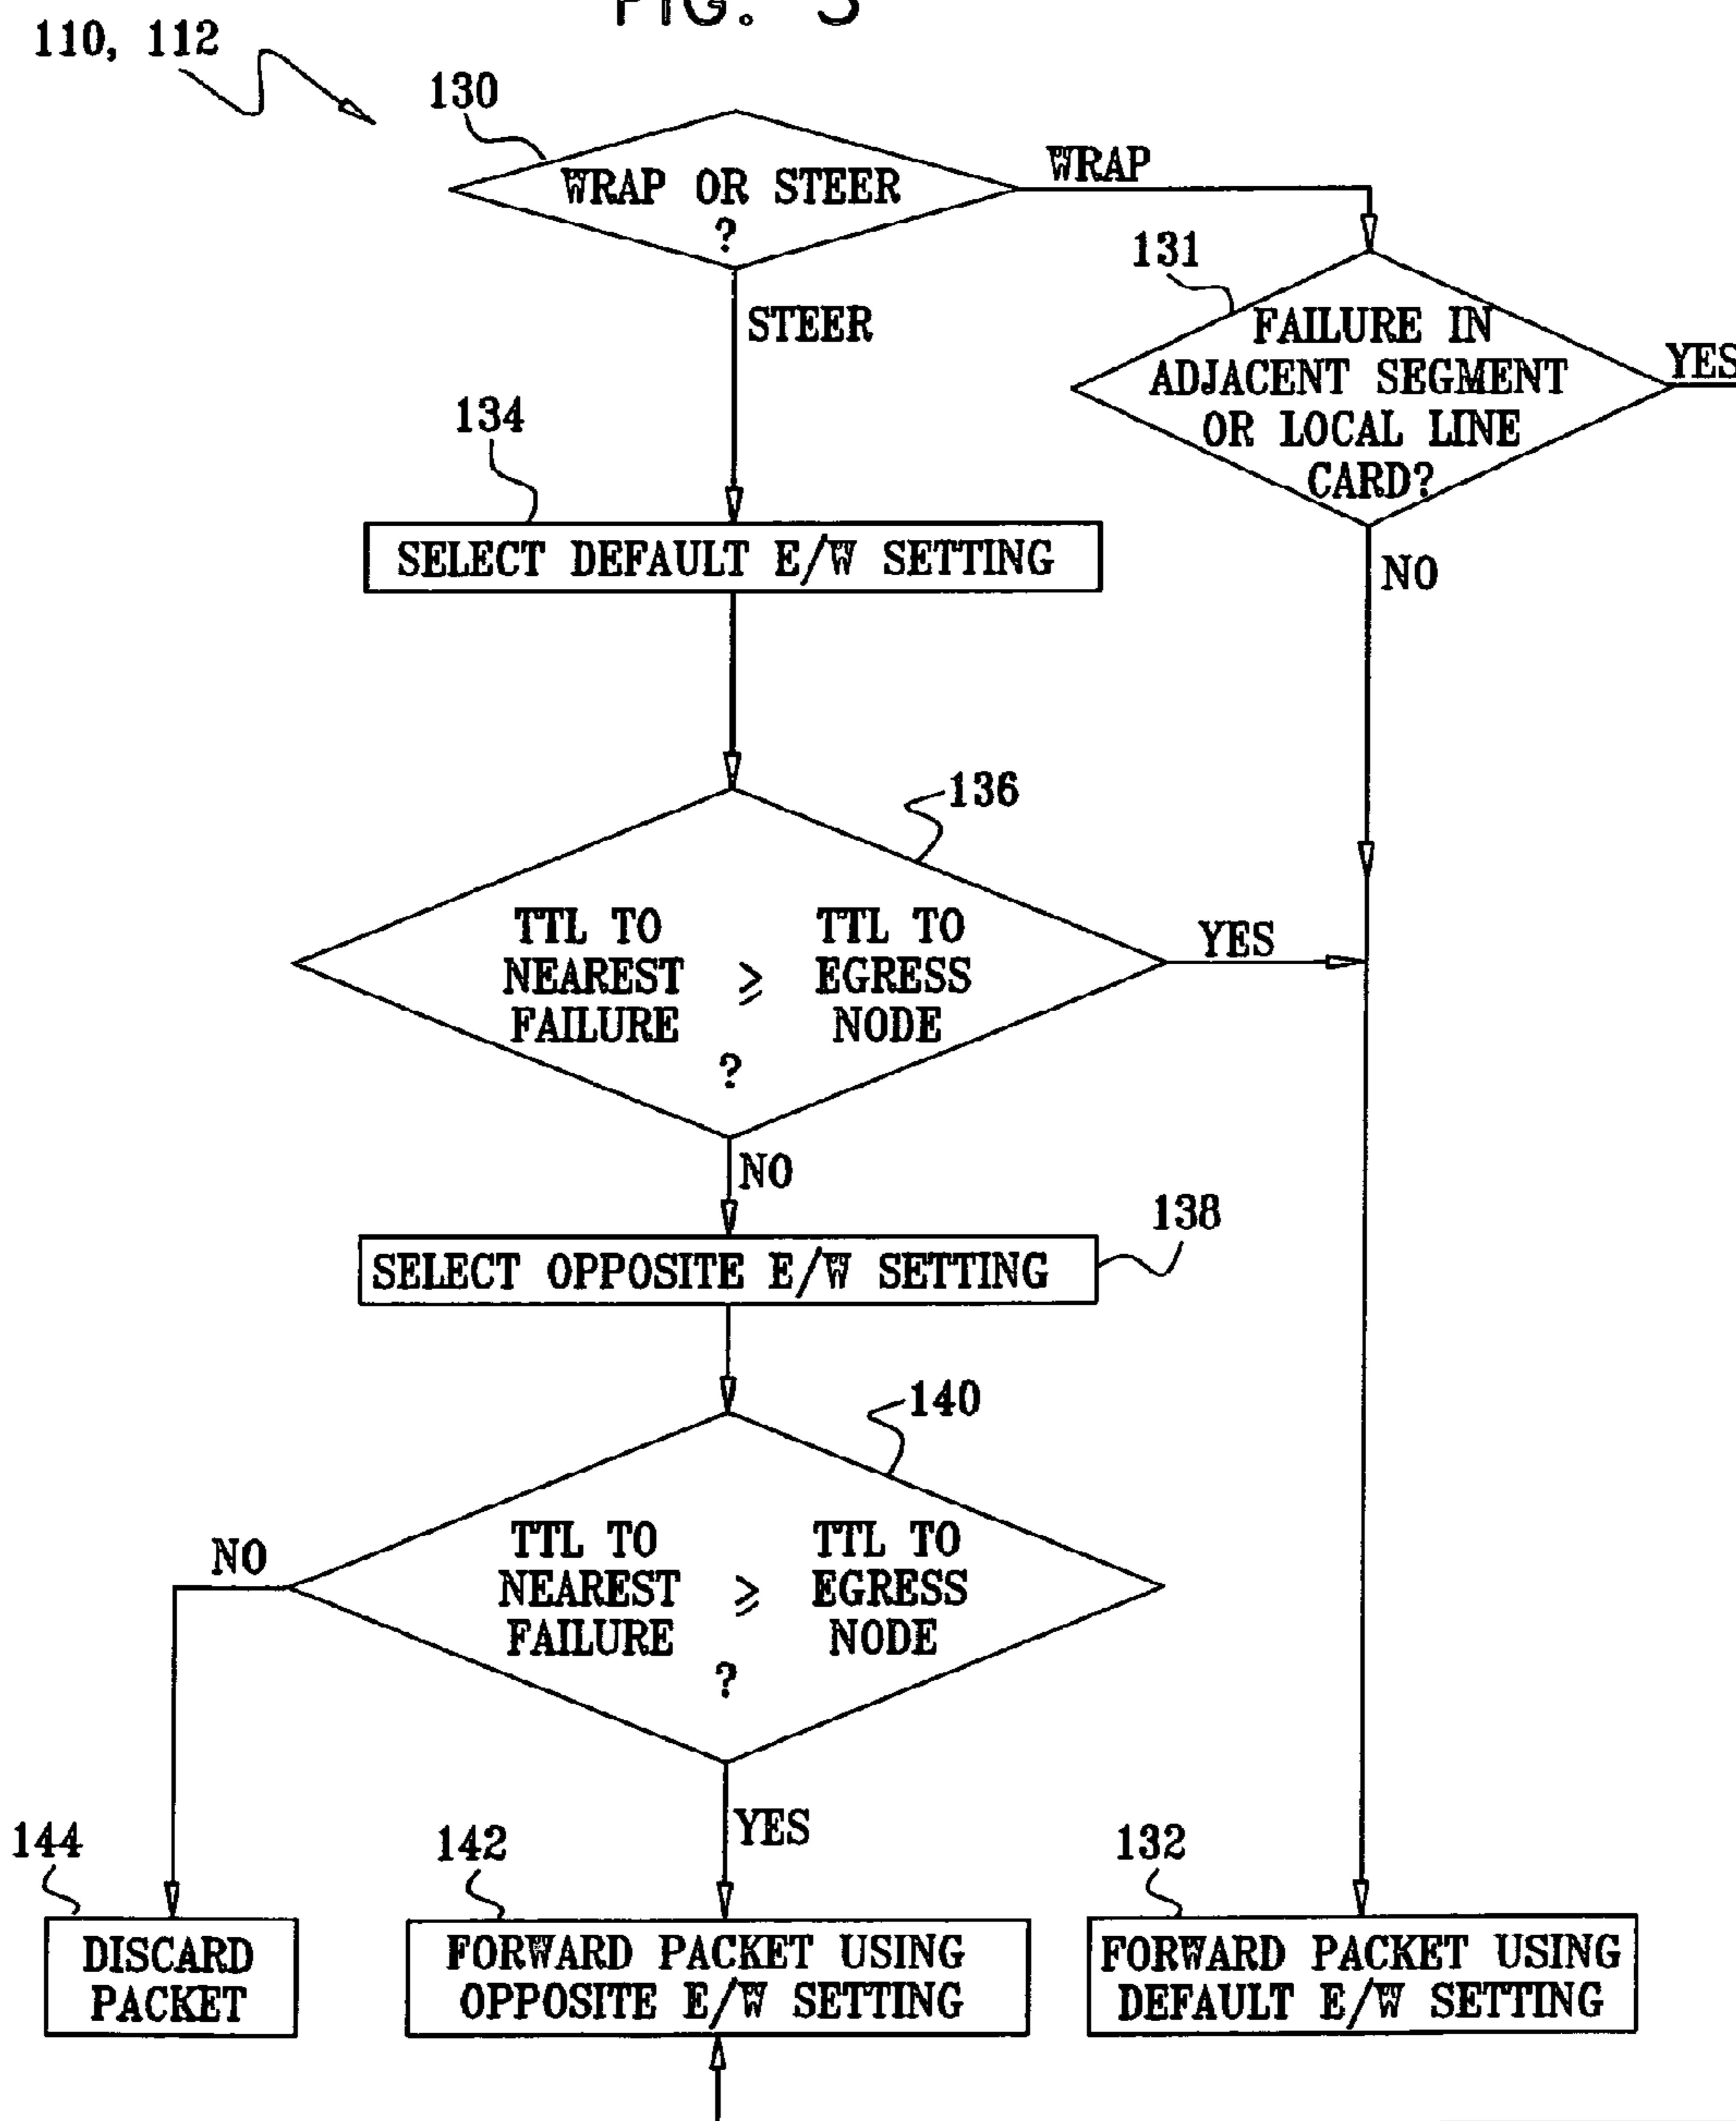 FIG. 3
110, 112
130
WRAP OR STEER
?
WRAP
STEER
131
FAILURE IN
ADJACENT SEGMENT
OR LOCAL LINE
CARD?
YES
NO
134
SELECT DEFAULT E/W SETTING
136
TTL TO
NEAREST
FAILURE
≥
TTL TO
EGRESS
NODE
?
YES
NO
138
SELECT OPPOSITE E/W SETTING
140
TTL TO
NEAREST
FAILURE
≥
TTL TO
EGRESS
NODE
?
NO
YES
144
DISCARD
PACKET
142
FORWARD PACKET USING
OPPOSITE E/W SETTING
132
FORWARD PACKET USING
DEFAULT E/W SETTING